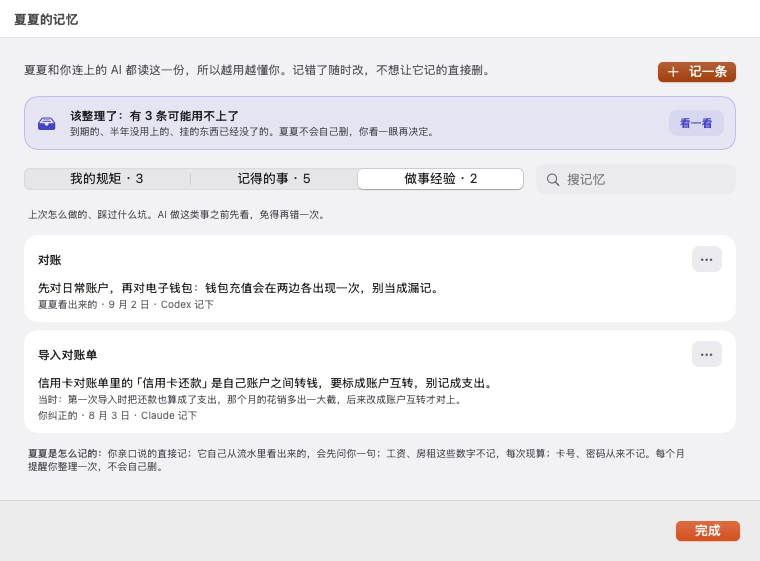 夏夏的记忆
夏夏和你连上的 AI 都读这一份，所以越用越懂你。记错了随时改，不想让它记的直接删。
＋ 记一条
该整理了：有 3 条可能用不上了
到期的、半年没用上的、挂的东西已经没了的。夏夏不会自己删，你看一眼再决定。
看一看
我的规矩 · 3
记得的事 · 5
做事经验 · 2
搜记忆
上次怎么做的、踩过什么坑。AI 做这类事之前先看，免得再错一次。
对账
先对日常账户，再对电子钱包：钱包充值会在两边各出现一次，别当成漏记。
夏夏看出来的 · 9 月 2 日 · Codex 记下
导入对账单
信用卡对账单里的「信用卡还款」是自己账户之间转钱，要标成账户互转，别记成支出。
当时：第一次导入时把还款也算成了支出，那个月的花销多出一大截，后来改成账户互转才对上。
你纠正的 · 8 月 3 日 · Claude 记下
夏夏是怎么记的：你亲口说的直接记；它自己从流水里看出来的，会先问你一句；工资、房租这些数字不记，每次现算；卡号、密码从来不记。每个月
提醒你整理一次，不会自己删。
完成